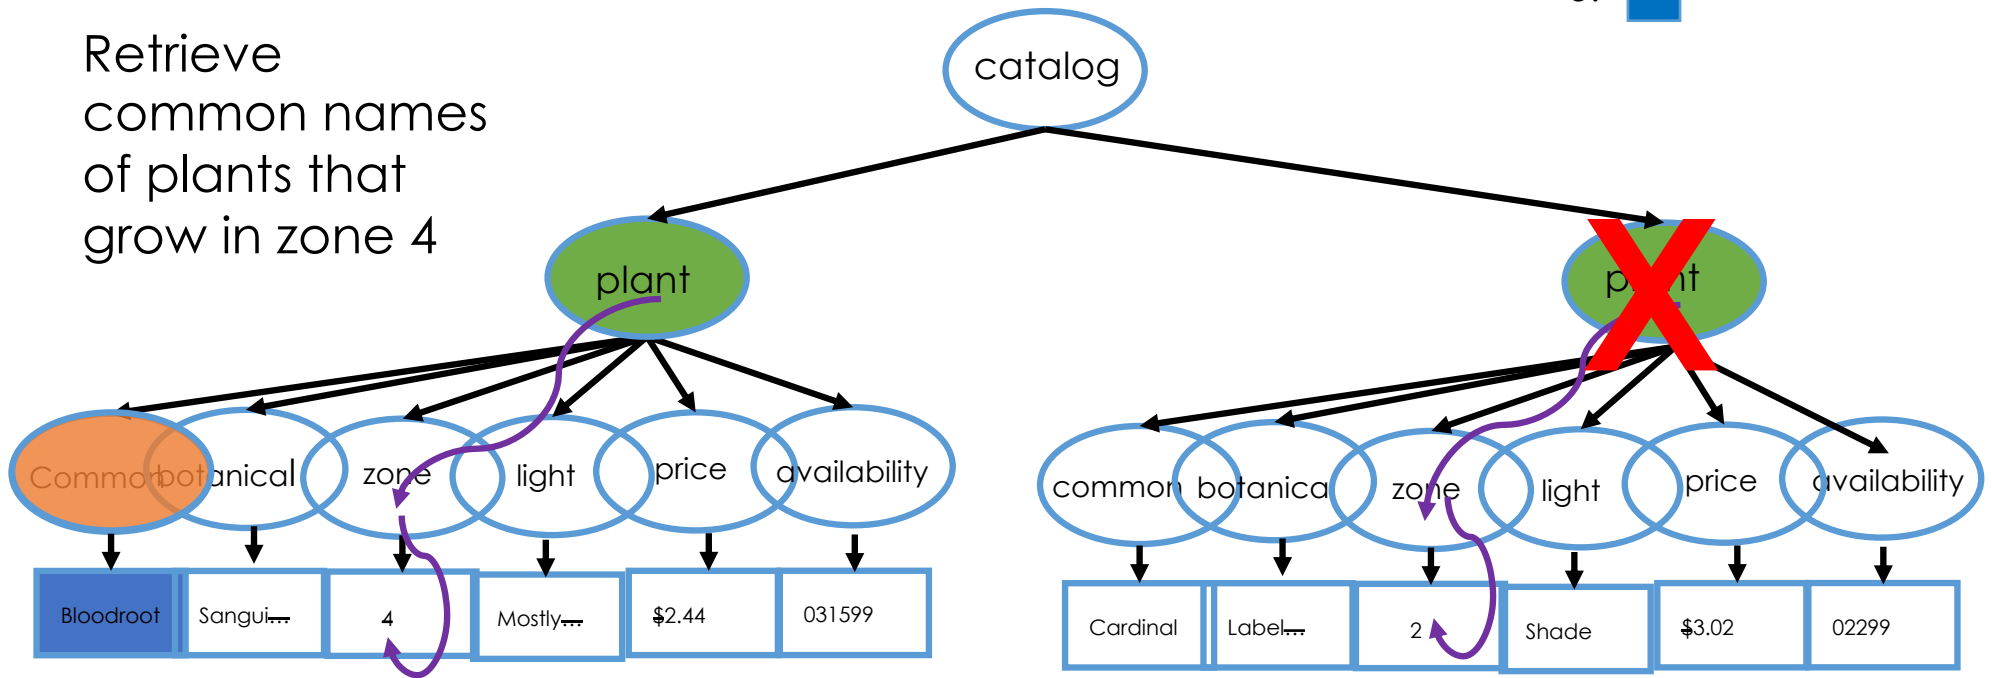 Retrieve
common names
of plants that
grow in zone 4
catalog
plant
plant
Common botanical zone light price availability
common botanica zone light price availability
Bloodroot Sangui... 4 Mostly... $2.44 031599
Cardinal Label... 2 Shade $3.02 02299